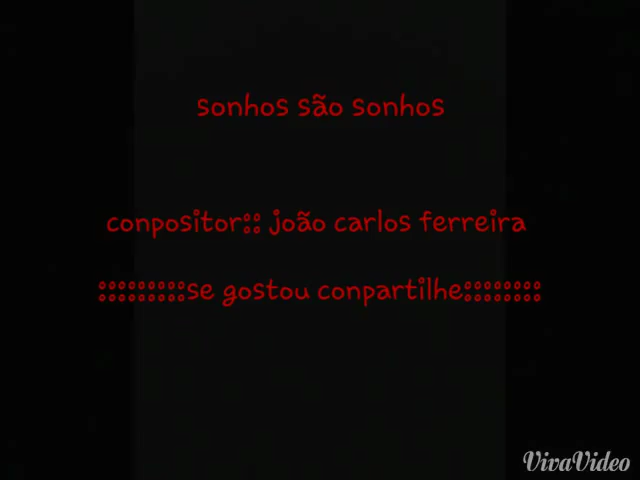 sonhos são sonhos
conpositor:: joão carlos ferreira
:::::::::se gostou conpartilhe::::::::
VivaVideo